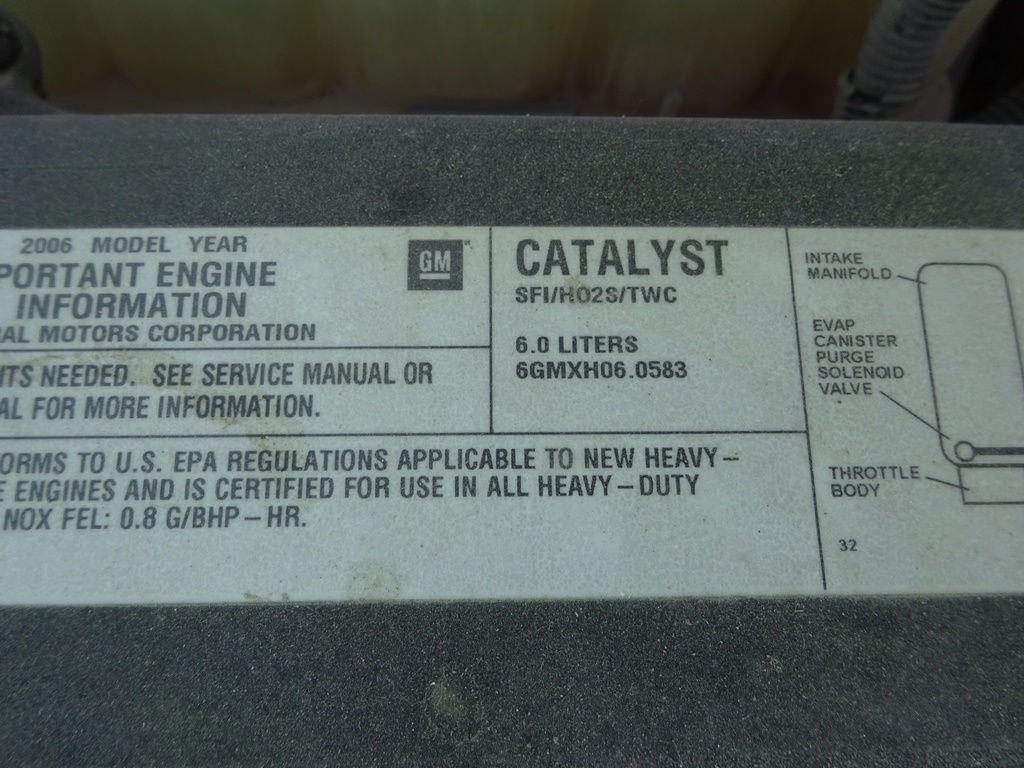 2006 MODEL YEAR
PORTANT ENGINE
INFORMATION
AL MOTORS CORPORATION
GM
TS NEEDED. SEE SERVICE MANUAL OR
AL FOR MORE INFORMATION.
CATALYST
SFI/HO2S/TWC
6.0 LITERS
6GMXH06.0583
ORMS TO U.S. EPA REGULATIONS APPLICABLE TO NEW HEAVY-
E ENGINES AND IS CERTIFIED FOR USE IN ALL HEAVY-DUTY
NOX FEL: 0.8 G/BHP-HR.
INTAKE
MANIFOLD
EVAP
CANISTER
PURGE
SOLENOID
VALVE
THROTTLE
BODY
32